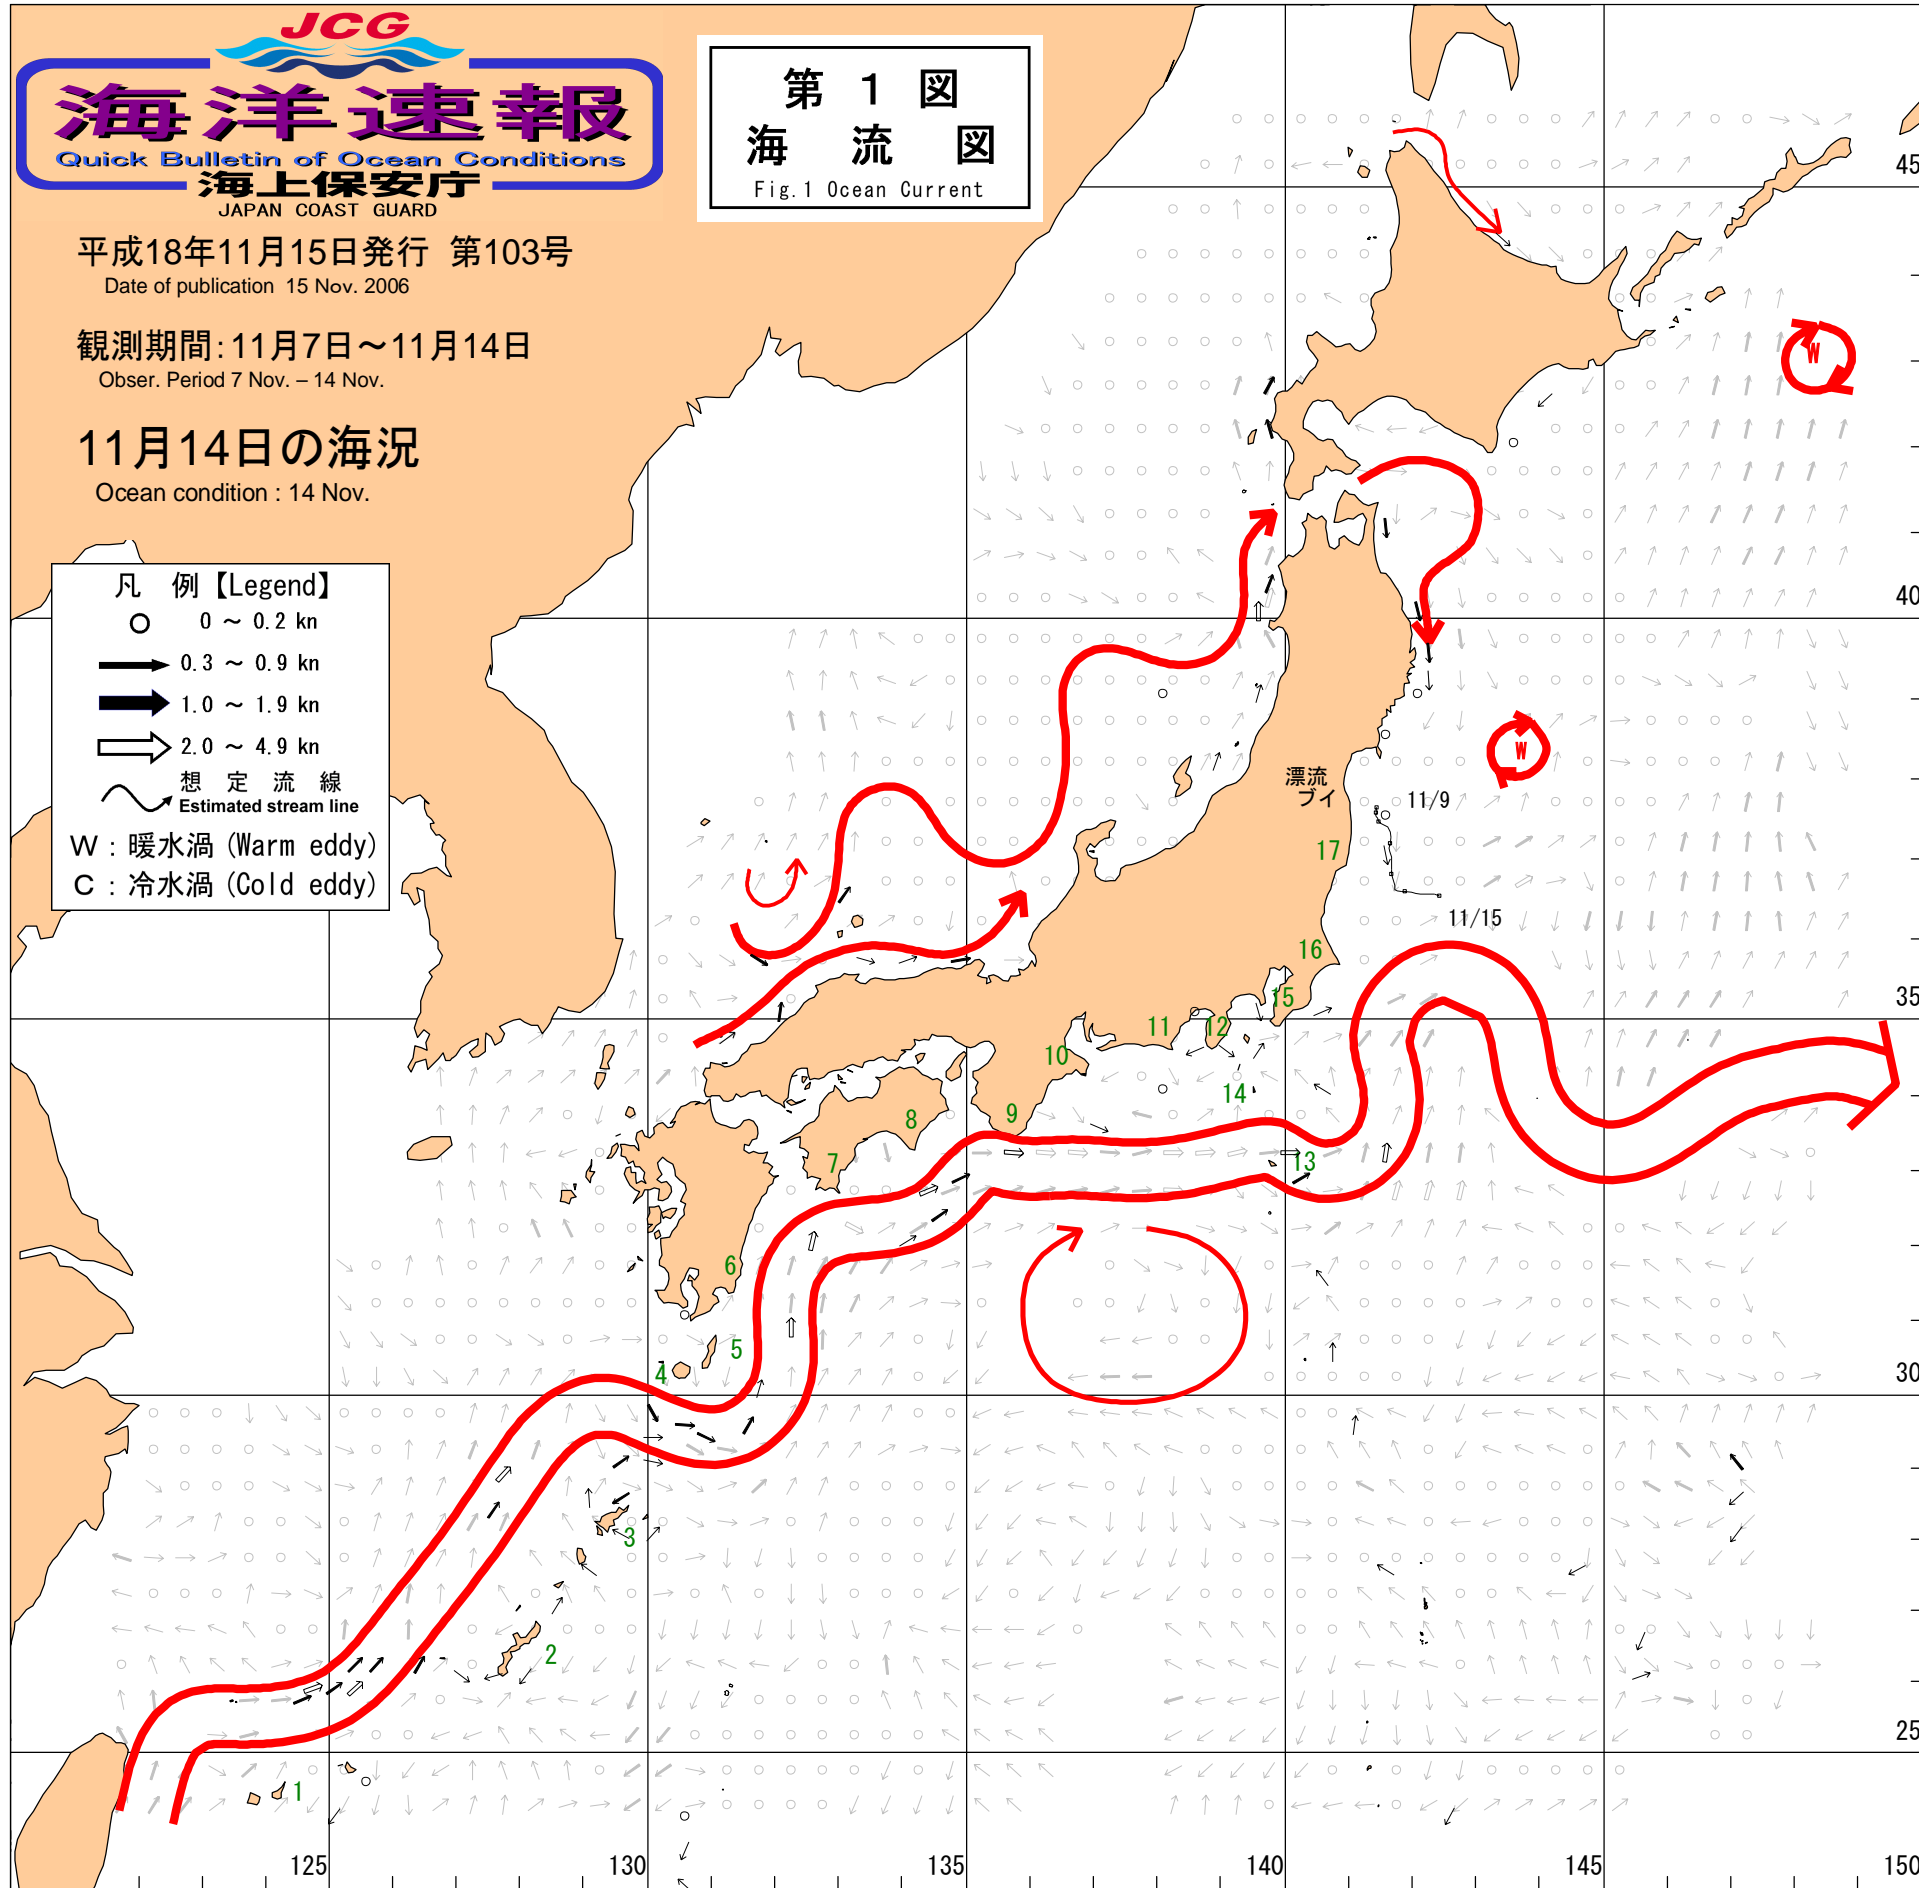 JCG
海洋速報
Quick Bulletin of Ocean Conditions
海上保安庁
JAPAN COAST GUARD
平成18年11月15日発行 第103号
Date of publication 15 Nov. 2006
観測期間：11月7日～11月14日
Obser. Period 7 Nov. – 14 Nov.
11月14日の海況
Ocean condition : 14 Nov.
第 1 図
海 流 図
Fig.1 Ocean Current
凡 例【Legend】
0 ～ 0.2 kn
0.3 ～ 0.9 kn
1.0 ～ 1.9 kn
2.0 ～ 4.9 kn
想 定 流 線
Estimated stream line
W : 暖水渦 (Warm eddy)
C : 冷水渦 (Cold eddy)
45
W
40
W
漂流
ブイ
11/9
17
11/15
16
15
35
11
12
10
14
9
8
7
13
6
5
4
30
3
2
25
1
125
130
135
140
145
150